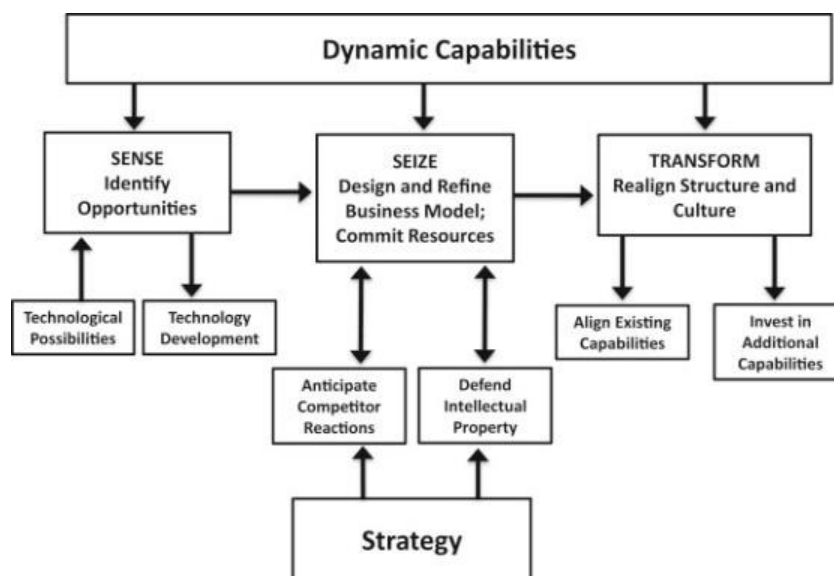 Dynamic Capabilities
SENSE
Identify
Opportunities
SEIZE
Design and Refine
Business Model;
Commit Resources
TRANSFORM
Realign Structure and
Culture
Technological
Possibilities
Technology
Development
Align Existing
Capabilities
Invest in
Additional
Capabilities
Anticipate
Competitor
Reactions
Defend
Intellectual
Property
Strategy